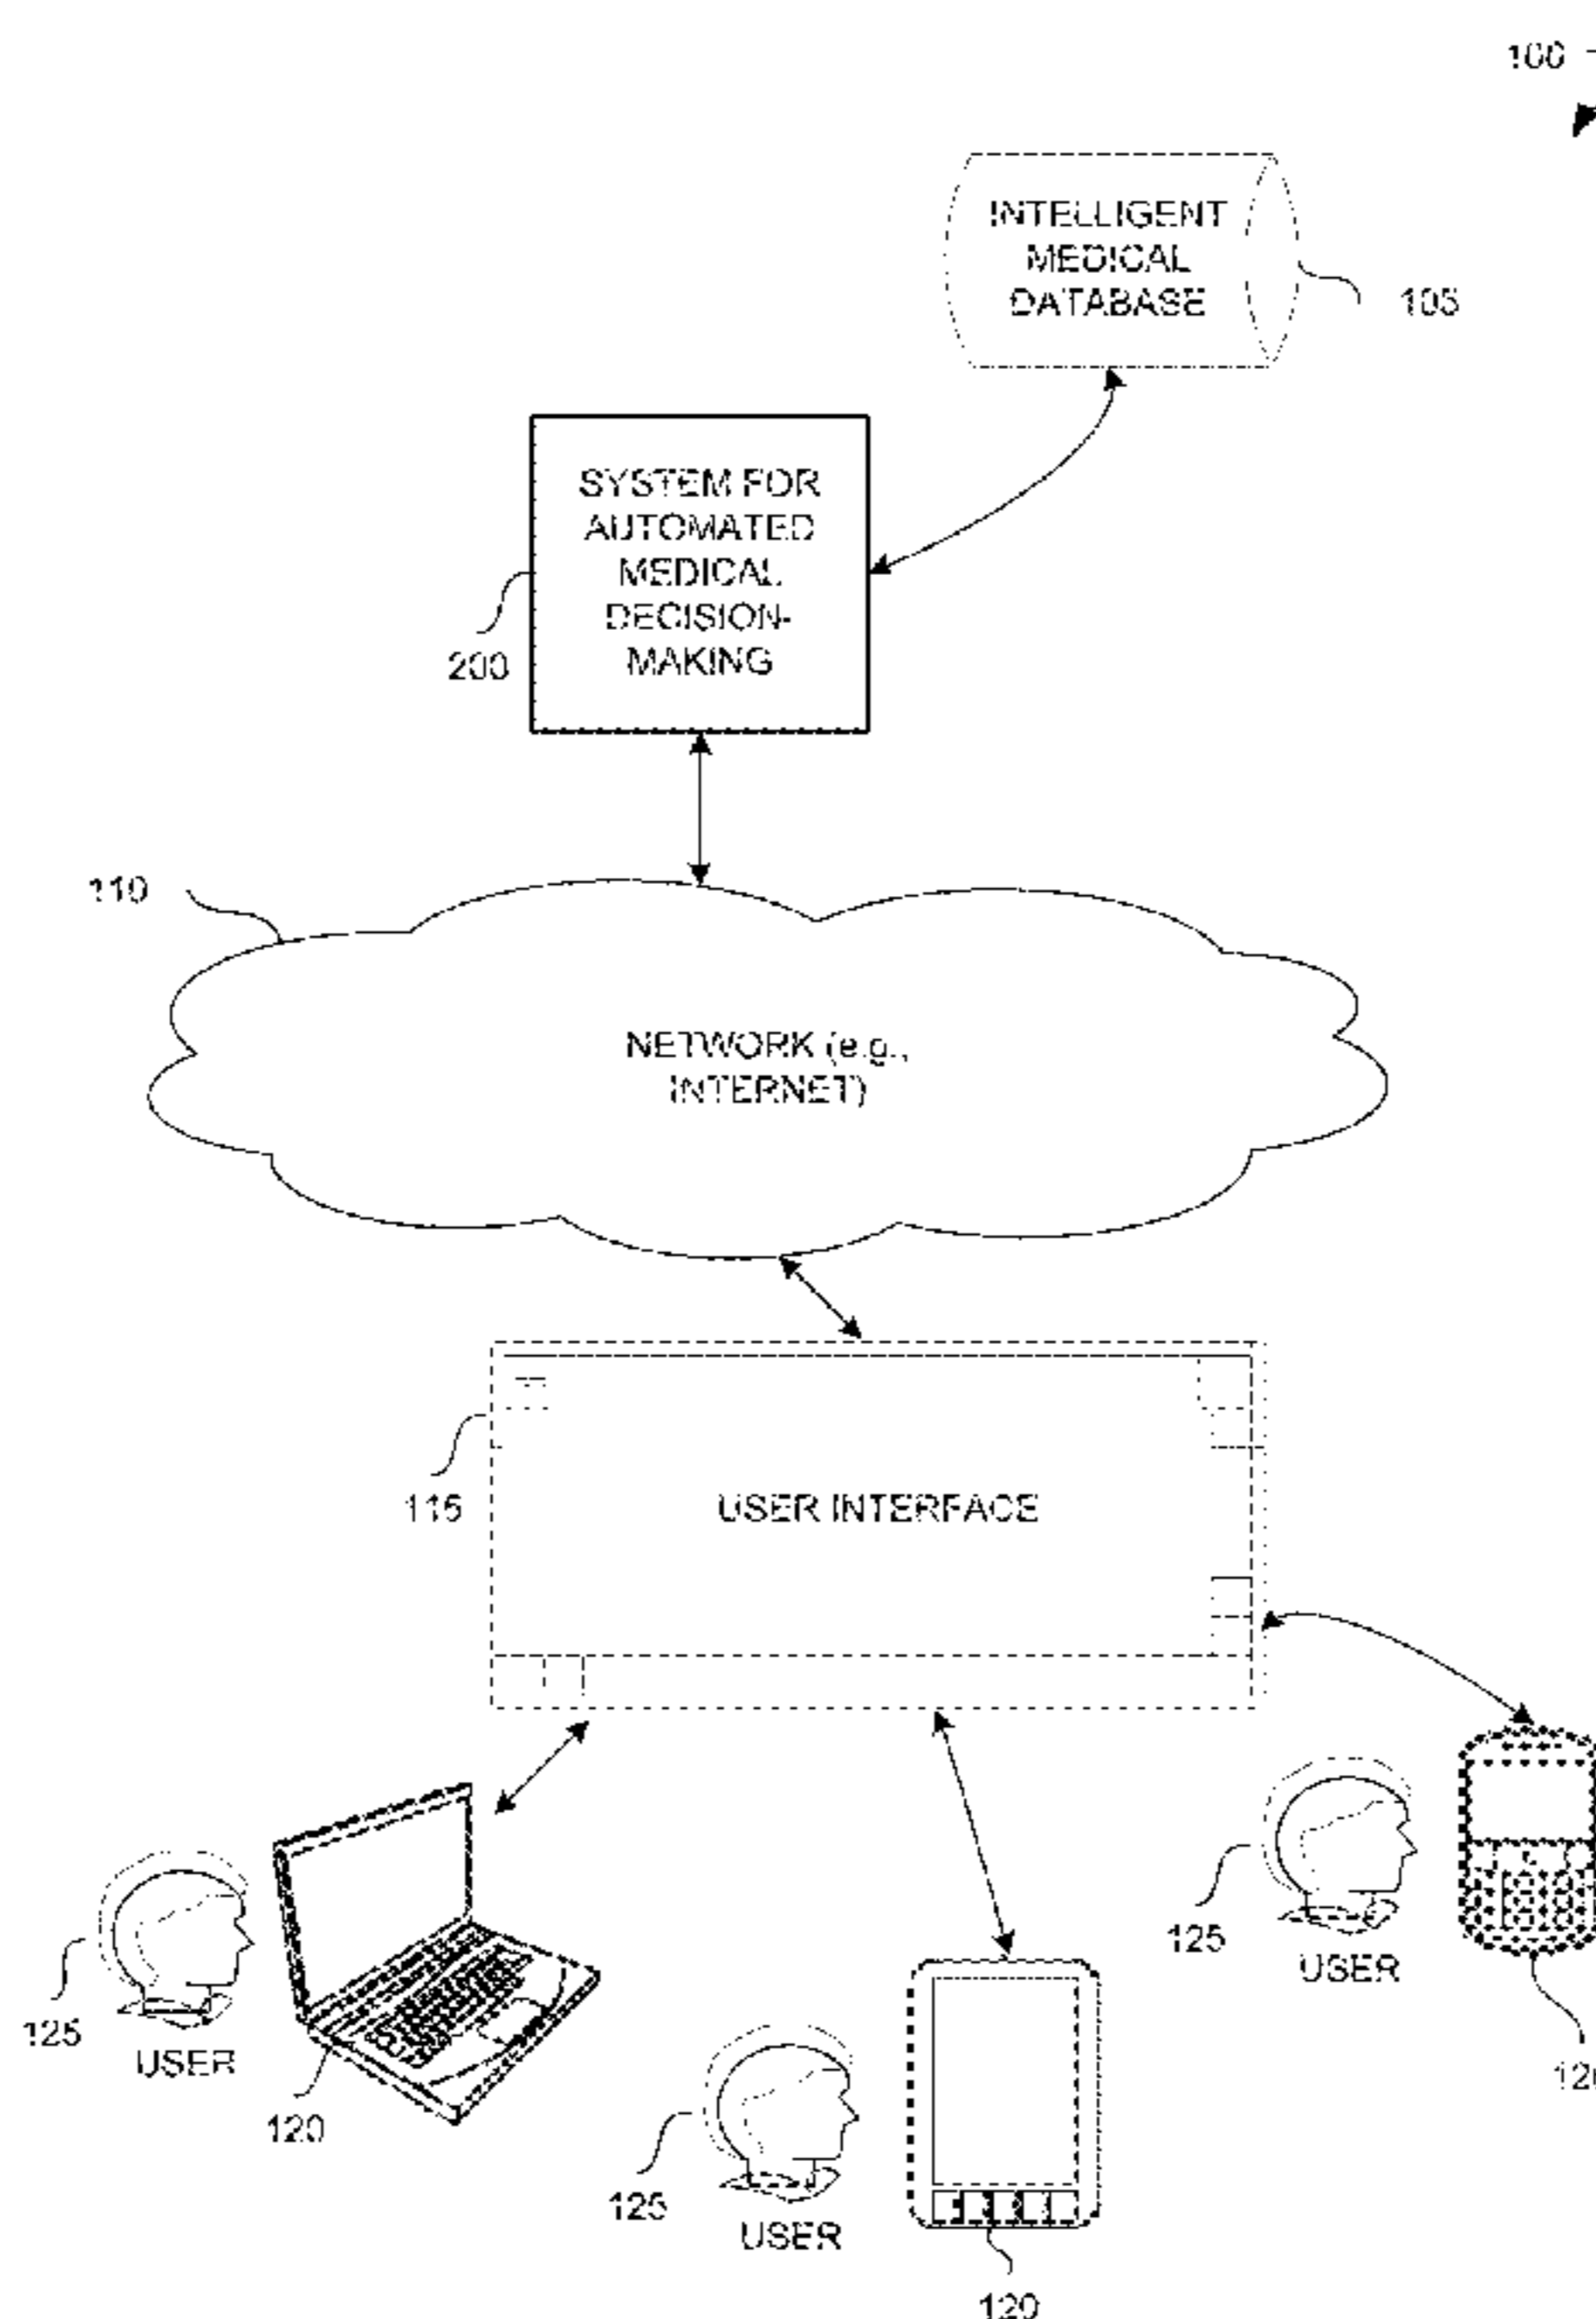 100
INTELLIGENT
MEDICAL
DATABASE
105
SYSTEM FOR
AUTOMATED
MEDICAL
DECISION-
MAKING
200
110
NETWORK (e.g.,
INTERNET)
115
USER INTERFACE
125
USER
120
125
USER
120
125
USER